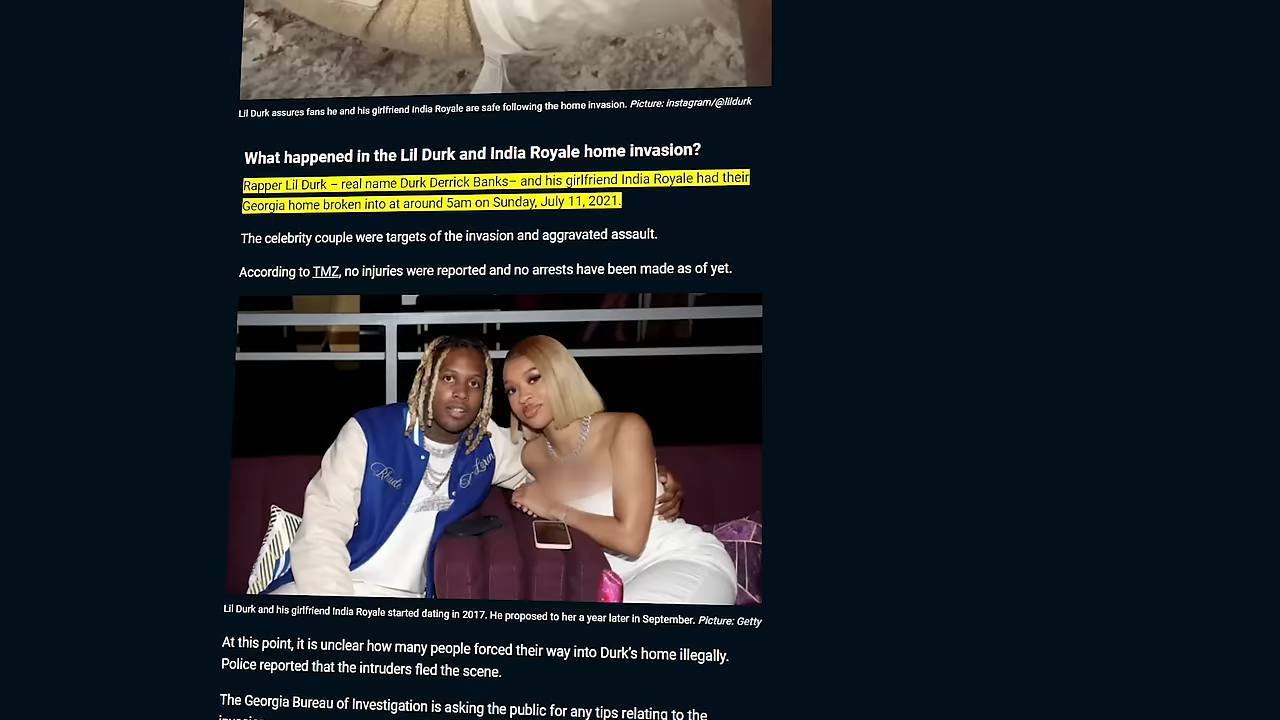 Lil Durk assures fans he and his girlfriend India Royale are safe following the home invasion. Picture: instagram/@lildurk
What happened in the Lil Durk and India Royale home invasion?
Rapper Lil Durk – real name Durk Derrick Banks– and his girlfriend India Royale had their
Georgia home broken into at around 5am on Sunday, July 11, 2021.
The celebrity couple were targets of the invasion and aggravated assault.
According to TMZ, no injuries were reported and no arrests have been made as of yet.
Lil Durk and his girlfriend India Royale started dating in 2017. He proposed to her a year later in September. Picture: Getty
At this point, it is unclear how many people forced their way into Durk's home illegally.
Police reported that the intruders fled the scene.
The Georgia Bureau of Investigation is asking the public for any tips relating to the